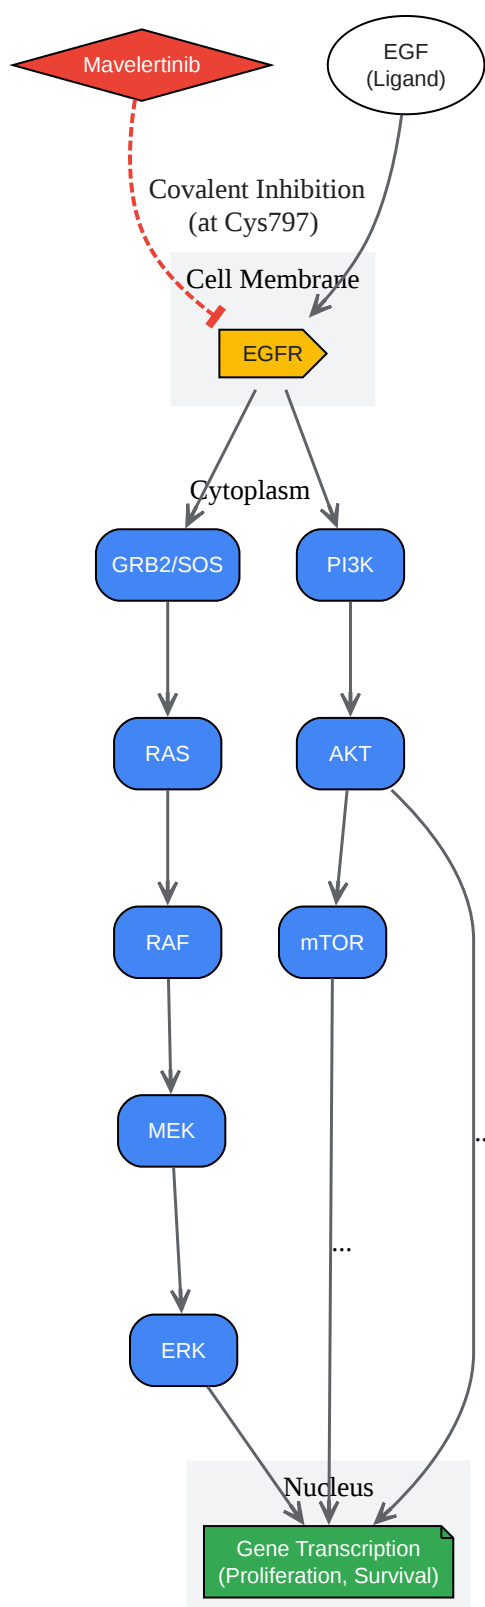 Mavelertinib
EGF
(Ligand)
Covalent Inhibition
(at Cys797)
Cell Membrane
EGFR
Cytoplasm
GRB2/SOS
PI3K
RAS
AKT
RAF
mTOR
MEK
...
...
ERK
Nucleus
Gene Transcription
(Proliferation, Survival)